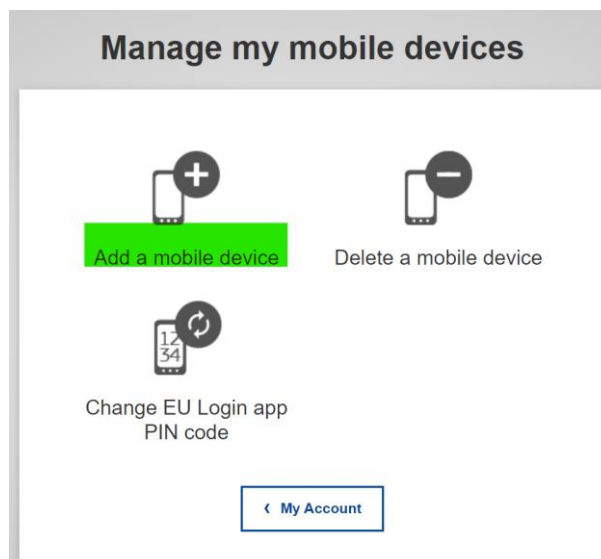 Manage my mobile devices
Add a mobile device
Delete a mobile device
12
34
Change EU Login app
PIN code
‹ My Account